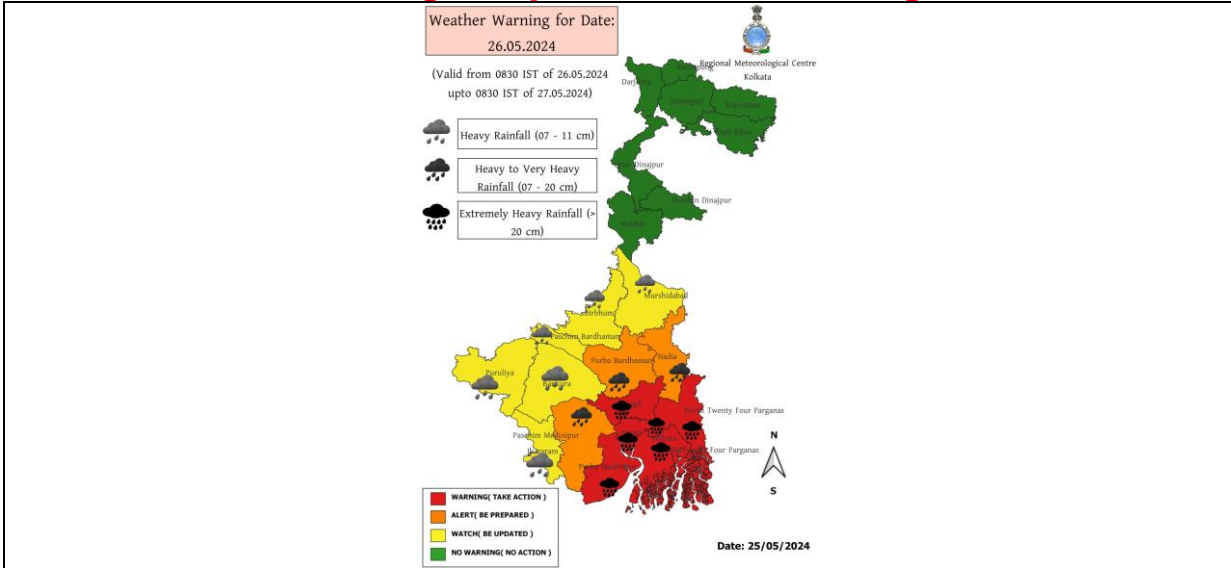 Weather Warning for Date:
26.05.2024
(Valid from 0830 IST of 26.05.2024
upto 0830 IST of 27.05.2024)
Regional Meteorological Centre
Kolkata
Heavy Rainfall (07 - 11 cm)
Heavy to Very Heavy
Rainfall (07 - 20 cm)
Extremely Heavy Rainfall (>
20 cm)
Jalpaiguri
Alipurduar
Dinajpur
Dinajpur
Maldah
Murshidabad
Birbhum
Paschim Bardhaman
Purba Bardhaman
Nadia
Puruliya
Bankura
Twenty Four Parganas
Paschim Medinipur
Four Parganas
Jhargram
N
S
WARNING( TAKE ACTION )
ALERT( BE PREPARED )
WATCH( BE UPDATED )
NO WARNING( NO ACTION )
Date: 25/05/2024